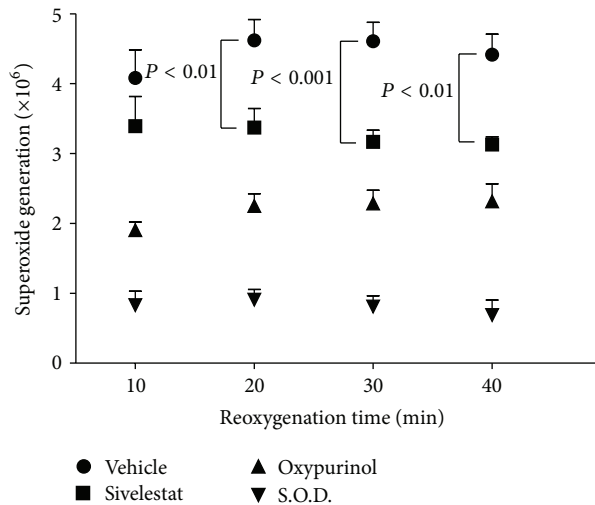 Superoxide generation (×10⁶)
5
4
3
2
1
0
P < 0.01
P < 0.001
P < 0.01
10 20 30 40
Reoxygenation time (min)
Vehicle Oxypurinol
Sivelestat S.O.D.